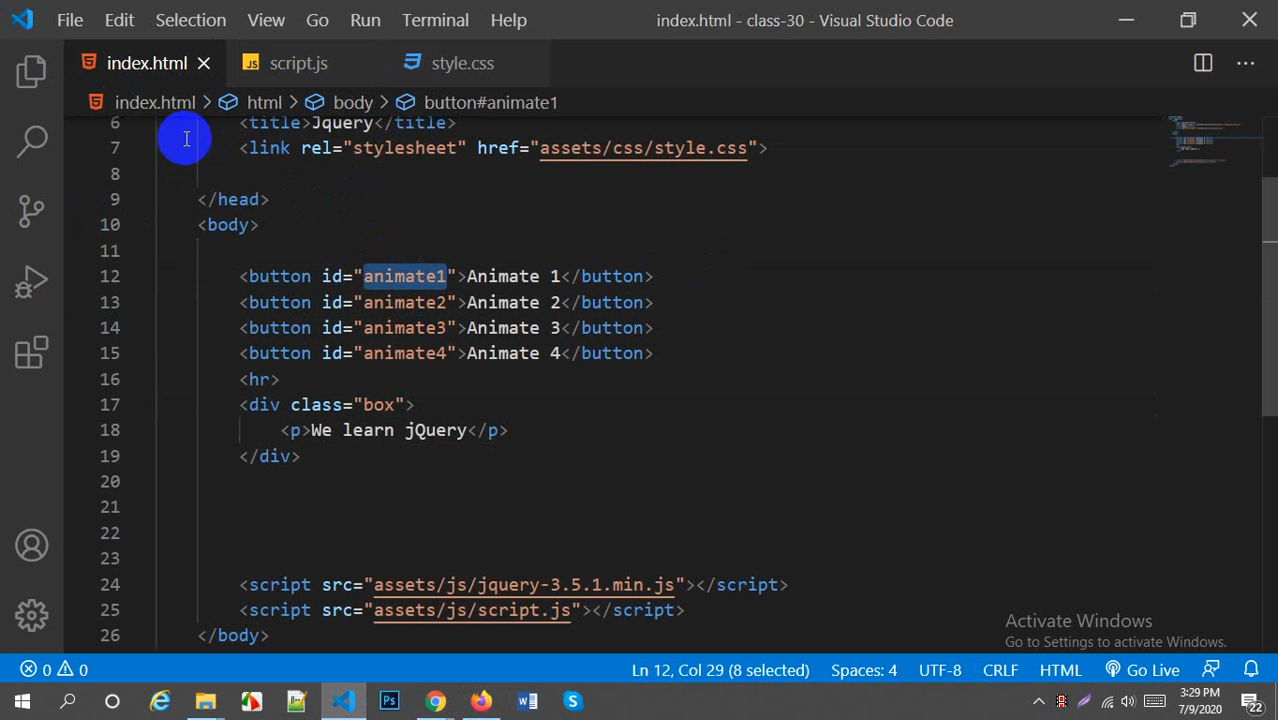 File Edit Selection View Go Run Terminal Help index.html - class-30 - Visual Studio Code
index.html script.js style.css
index.html > html > body > button#animate1
6 <title>Jquery</title>
7 <link rel="stylesheet" href="assets/css/style.css">
8
9 </head>
10 <body>
11
12 <button id="animate1">Animate 1</button>
13 <button id="animate2">Animate 2</button>
14 <button id="animate3">Animate 3</button>
15 <button id="animate4">Animate 4</button>
16 <hr>
17 <div class="box">
18 <p>We learn jQuery</p>
19 </div>
20
21
22
23
24 <script src="assets/js/jquery-3.5.1.min.js"></script>
25 <script src="assets/js/script.js"></script>
26 </body>
Activate Windows
Go to Settings to activate Windows.
0 0 Ln 12, Col 29 (8 selected) Spaces: 4 UTF-8 CRLF HTML Go Live
3:29 PM
7/9/2020
22